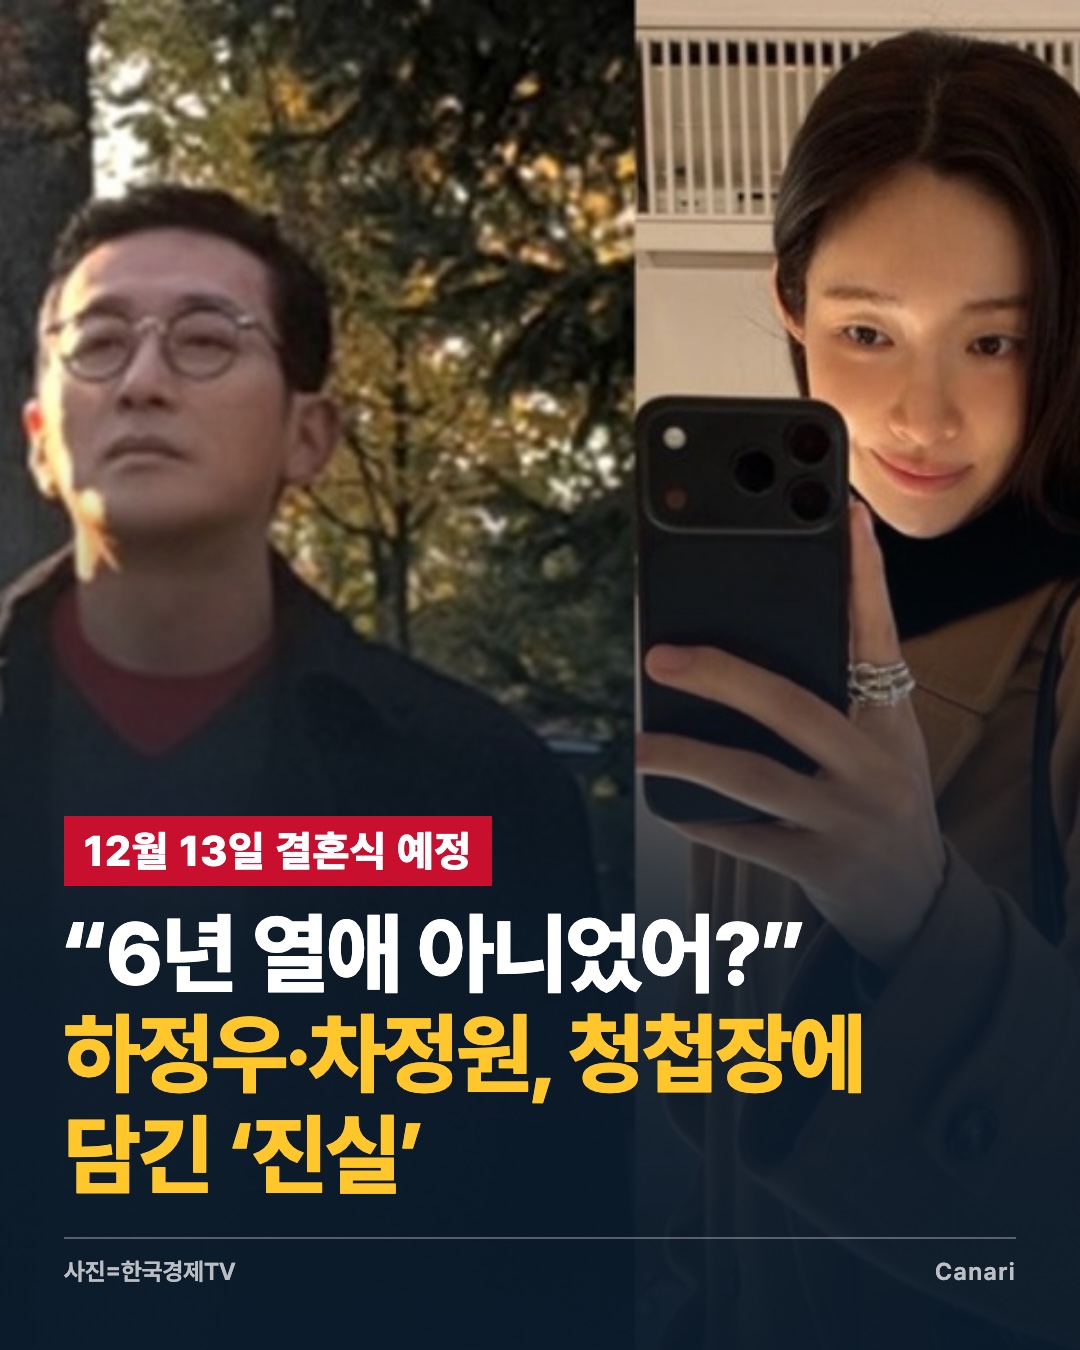 12월 13일 결혼식 예정
“6년 열애 아니었어?”
하정우·차정원, 청첩장에
담긴 ‘진실’
사진=한국경제TV
Canari